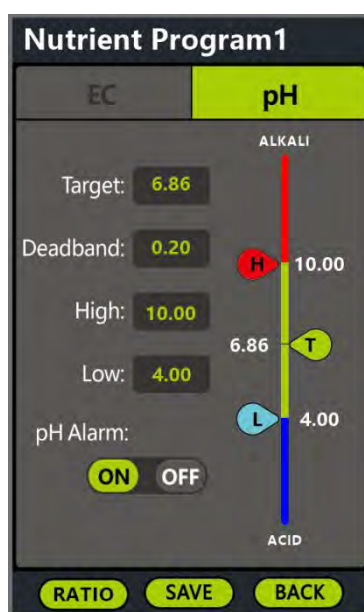 Nutrient Program1
EC pH
ALKALI
Target: 6.86
Deadband: 0.20
H 10.00
High: 10.00
6.86 T
Low: 4.00
L 4.00
pH Alarm:
ON OFF
ACID
RATIO SAVE BACK